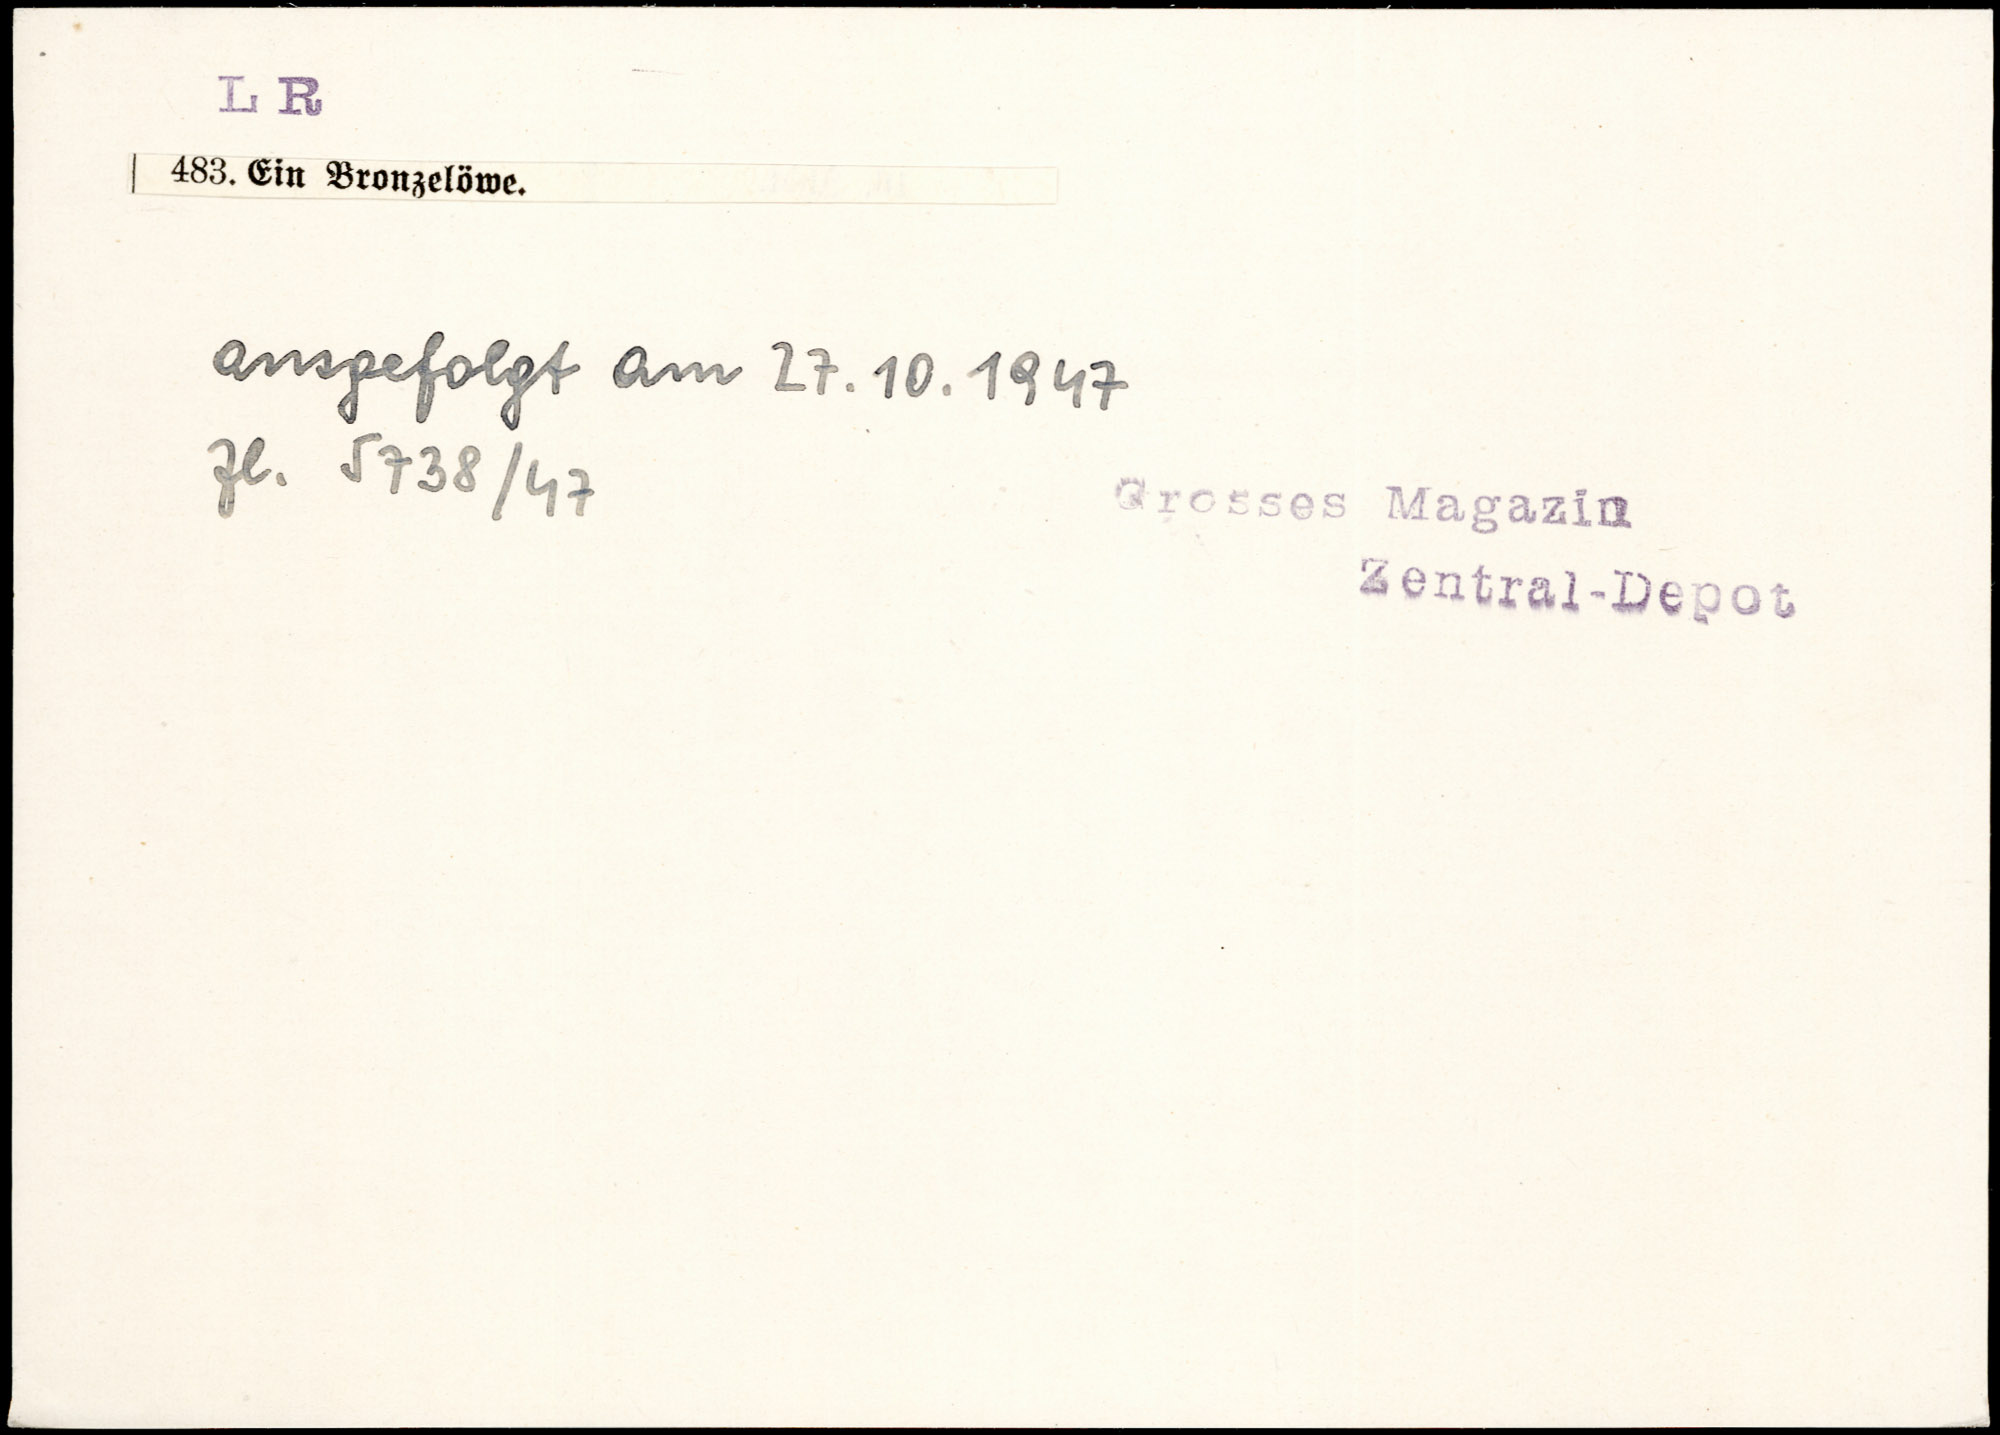 L R
483. Ein Bronzelöwe.
ausgefolgt am 27.10.1947
Zl. 5738/47
Grosses Magazin
Zentral-Depot